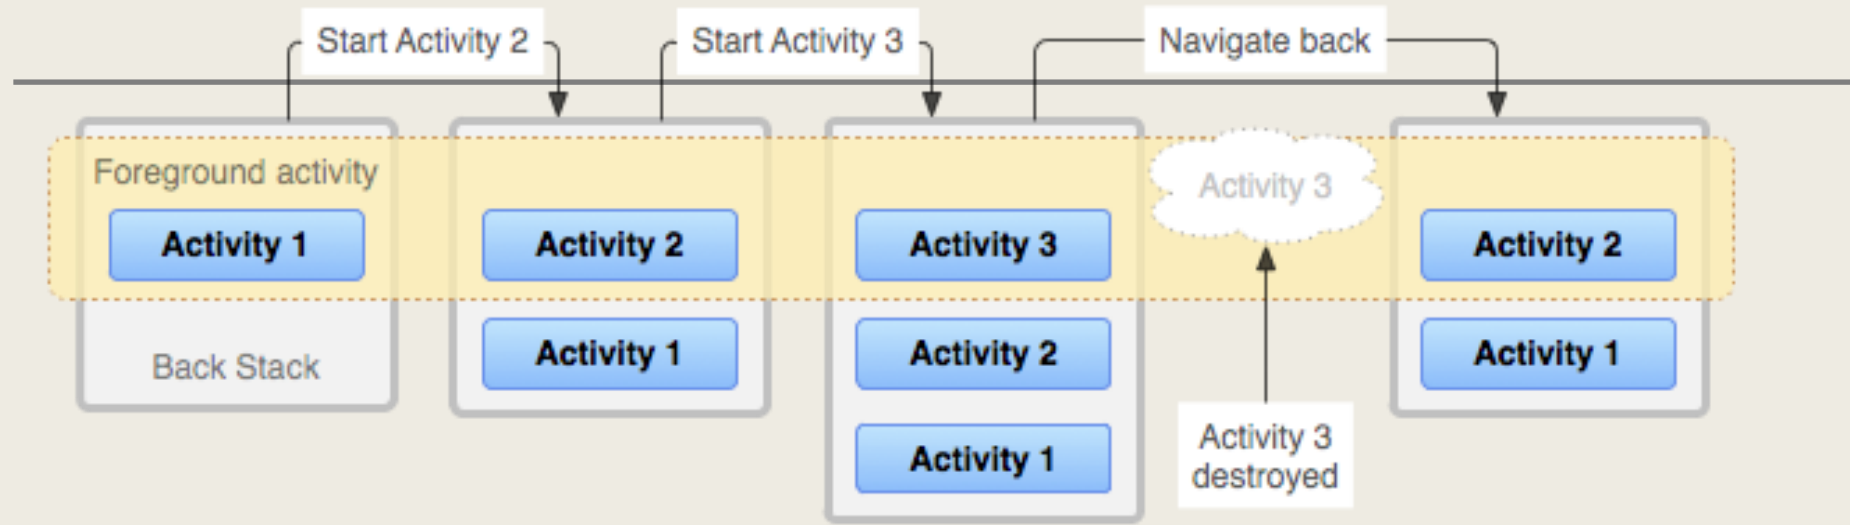 Start Activity 2
Start Activity 3
Navigate back
Foreground activity
Activity 1
Back Stack
Activity 2
Activity 1
Activity 3
Activity 2
Activity 1
Activity 3
Activity 3
destroyed
Activity 2
Activity 1